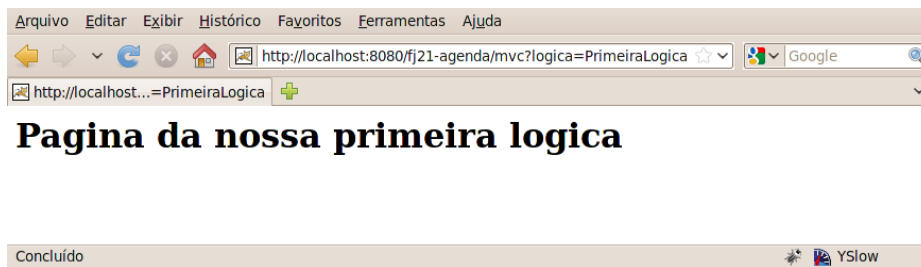 Arquivo Editar Exibir Histórico Favoritos Ferramentas Ajuda
http://localhost:8080/fj21-agenda/mvc?logica=PrimeiraLogica Google
http://localhost...=PrimeiraLogica
Pagina da nossa primeira logica
Concluído YSlow